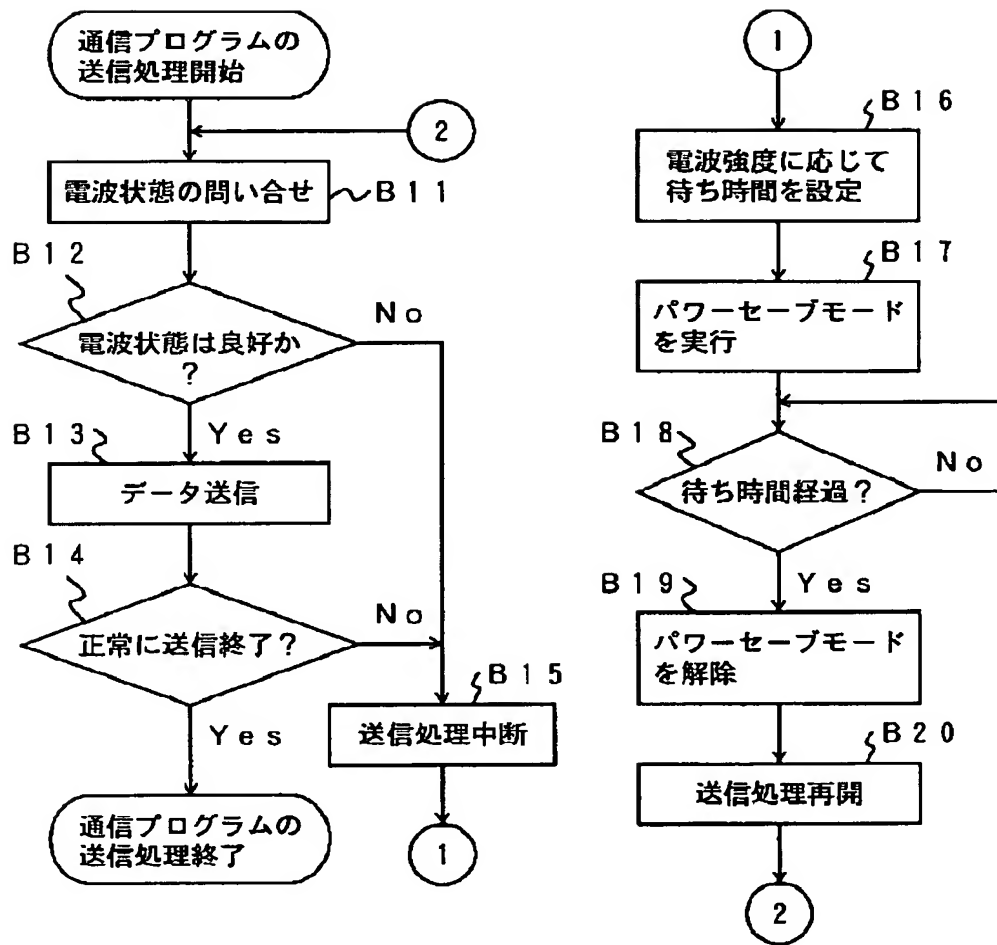 通信プログラムの
送信処理開始
2
電波状態の問い合せ
B11
B12
電波状態は良好か
?
No
Yes
B13
データ送信
B14
正常に送信終了?
No
Yes
B15
送信処理中断
通信プログラムの
送信処理終了
1
1
B16
電波強度に応じて
待ち時間を設定
B17
パワーセーブモード
を実行
B18
待ち時間経過?
No
Yes
B19
パワーセーブモード
を解除
B20
送信処理再開
2